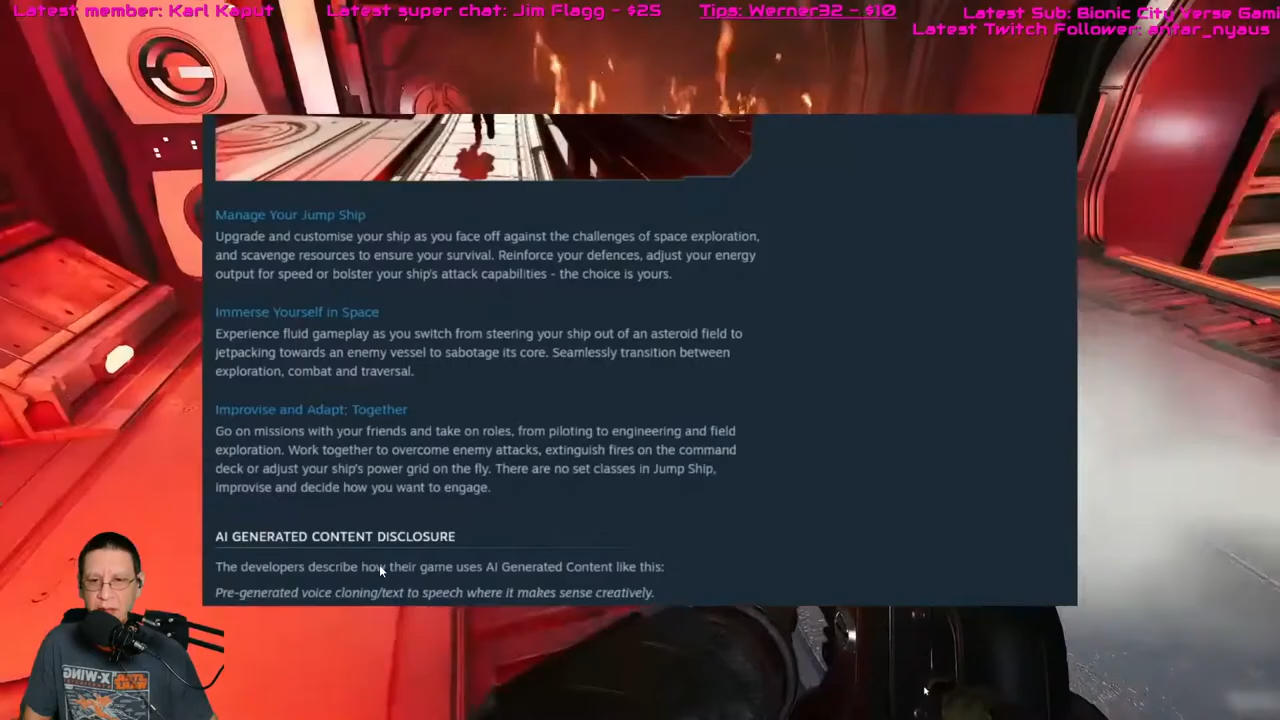 Latest member: Karl Kaput
Latest super chat: Jim Flagg - $25
Tips: Werner32 - $10
Latest Sub: Bionic City Verse Gami
Latest Twitch Follower: antar_nyaus
Manage Your Jump Ship
Upgrade and customise your ship as you face off against the challenges of space exploration,
and scavenge resources to ensure your survival. Reinforce your defences, adjust your energy
output for speed or bolster your ship's attack capabilities - the choice is yours.
Immerse Yourself in Space
Experience fluid gameplay as you switch from steering your ship out of an asteroid field to
jetpacking towards an enemy vessel to sabotage its core. Seamlessly transition between
exploration, combat and traversal.
Improvise and Adapt; Together
Go on missions with your friends and take on roles, from piloting to engineering and field
exploration. Work together to overcome enemy attacks, extinguish fires on the command
deck or adjust your ship's power grid on the fly. There are no set classes in Jump Ship,
improvise and decide how you want to engage.
AI GENERATED CONTENT DISCLOSURE
The developers describe how their game uses AI Generated Content like this:
Pre-generated voice cloning/text to speech where it makes sense creatively.
X-WING